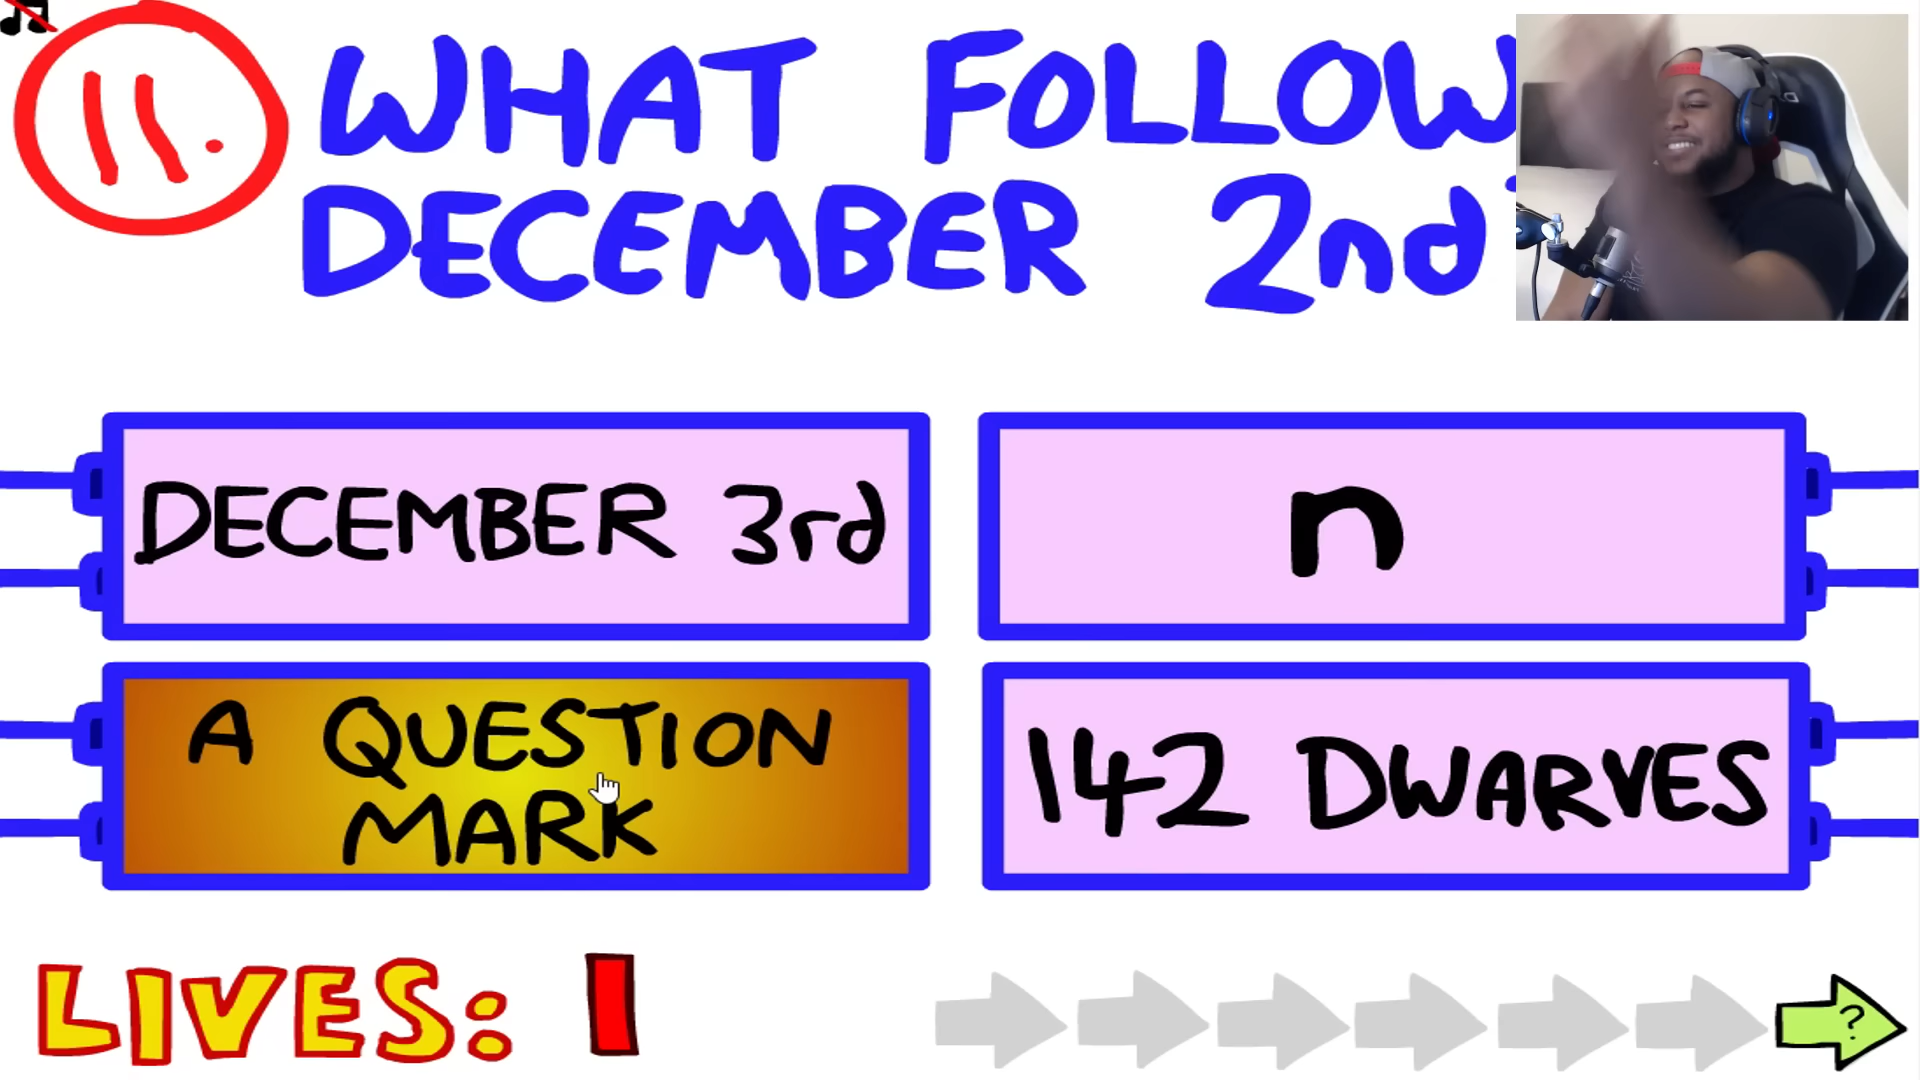 11.
WHAT FOLLOW
DECEMBER 2nd
DECEMBER 3rd
n
A QUESTION
MARK
142 DWARVES
LIVES: 1
?